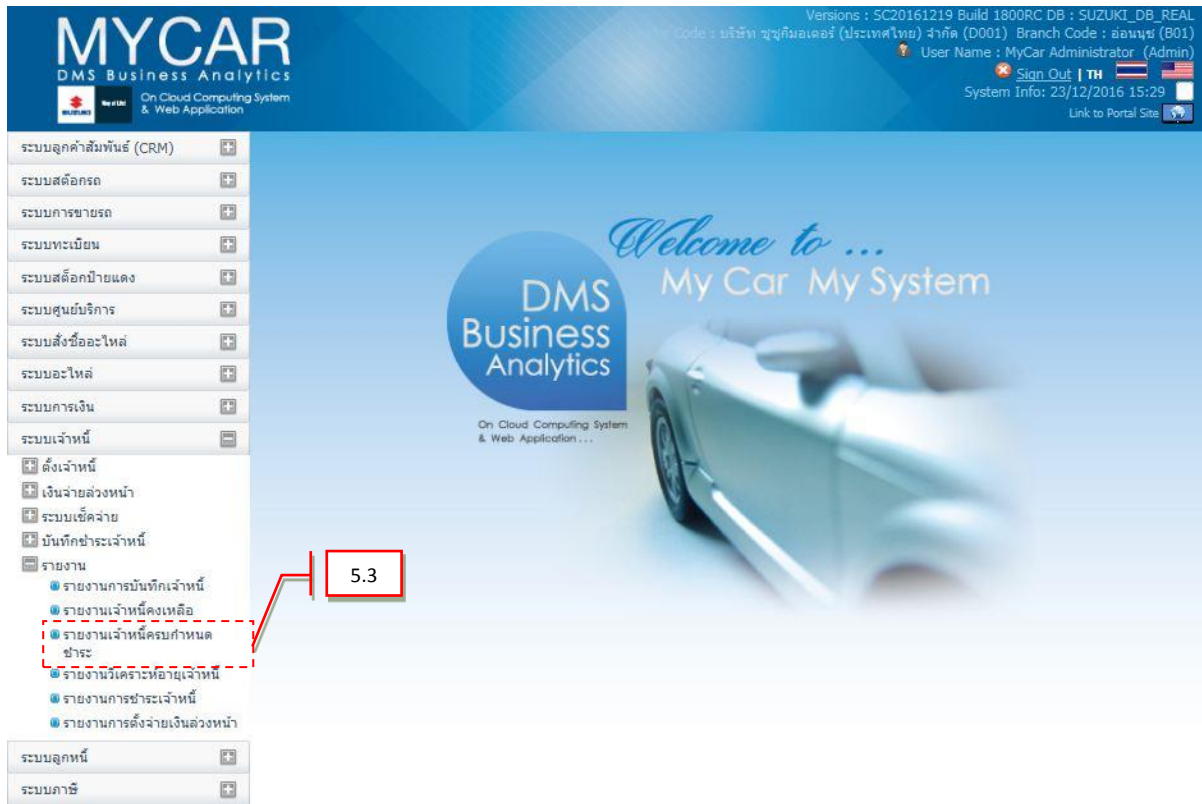 MYCAR
DMS Business Analytics
On Cloud Computing System
& Web Application
SUZUKI
Versions : SC20161219 Build 1800RC DB : SUZUKI_DB_REAL
Code : บริษัท ซูซูกิมอเตอร์ (ประเทศไทย) จำกัด (D001) Branch Code : อ่อนนุช (B01)
User Name : MyCar Administrator (Admin)
Sign Out | TH
System Info: 23/12/2016 15:29
Link to Portal Site
ระบบลูกค้าสัมพันธ์ (CRM)
ระบบสต๊อกรถ
ระบบการขายรถ
ระบบทะเบียน
ระบบสต็อกป้ายแดง
ระบบศูนย์บริการ
ระบบสั่งซื้ออะไหล่
ระบบอะไหล่
ระบบการเงิน
ระบบเจ้าหนี้
ตั้งเจ้าหนี้
เงินจ่ายล่วงหน้า
ระบบเช็คจ่าย
บันทึกชำระเจ้าหนี้
รายงาน
รายงานการบันทึกเจ้าหนี้
รายงานเจ้าหนี้คงเหลือ
รายงานเจ้าหนี้ครบกำหนด
ชำระ
รายงานวิเคราะห์อายุเจ้าหนี้
รายงานการชำระเจ้าหนี้
รายงานการตั้งจ่ายเงินล่วงหน้า
ระบบลูกหนี้
ระบบภาษี
5.3
Welcome to ...
My Car My System
DMS
Business
Analytics
On Cloud Computing System
& Web Application . . .